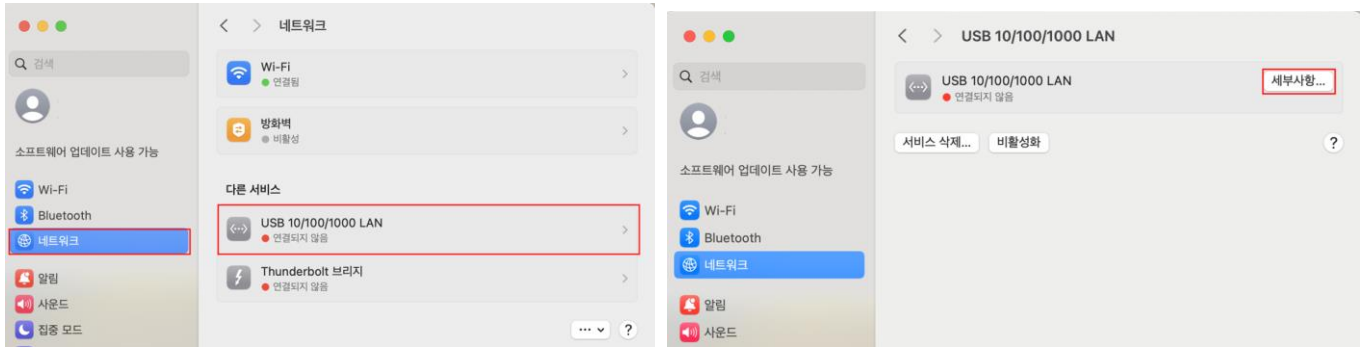 네트워크
검색
소프트웨어 업데이트 사용 가능
Wi-Fi
Bluetooth
네트워크
알림
사운드
집중 모드
Wi-Fi
연결됨
방화벽
비활성
다른 서비스
USB 10/100/1000 LAN
연결되지 않음
Thunderbolt 브리지
연결되지 않음
?
USB 10/100/1000 LAN
검색
소프트웨어 업데이트 사용 가능
Wi-Fi
Bluetooth
네트워크
알림
사운드
USB 10/100/1000 LAN
연결되지 않음
세부사항...
서비스 삭제... 비활성화 ?